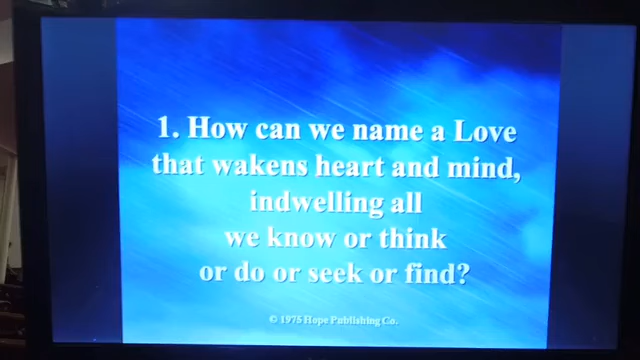 1. How can we name a Love
that wakens heart and mind,
indwelling all
we know or think
or do or seek or find?
© 1975 Hope Publishing Co.